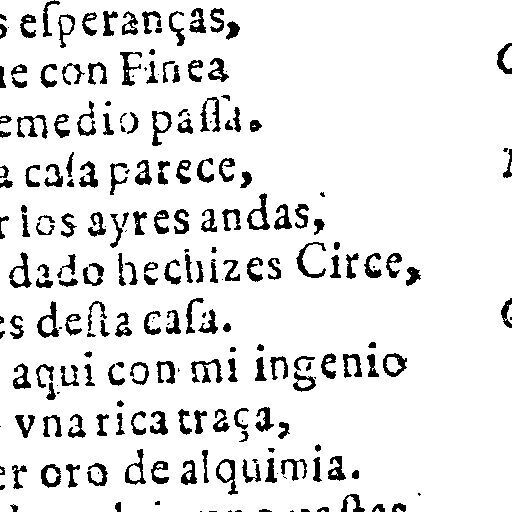 s eſperanças,
ue con Finea
emedio paſſa.
a caſa parece,
r los ayres andas,
dado hechizes Circe,
es deſta caſa.
aqui con mi ingenio
vna rica traça,
er oro de alquimia.